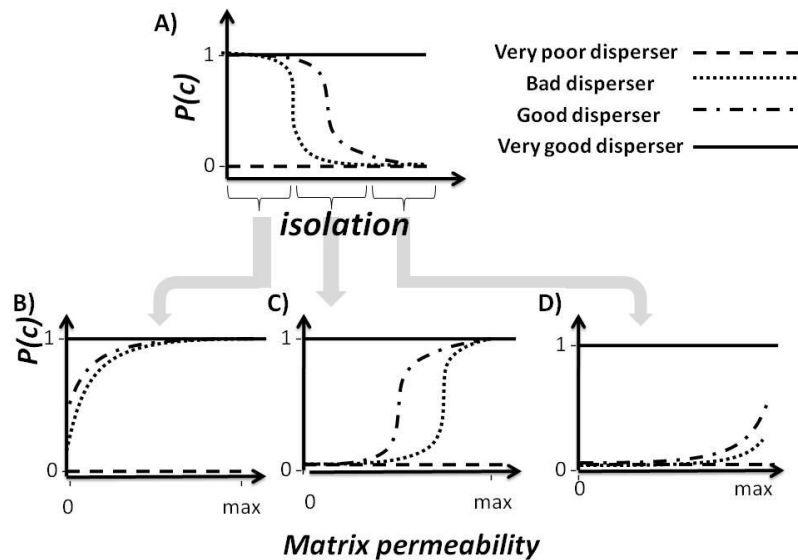 A)
P(c)
1
0
isolation
Very poor disperser
Bad disperser
Good disperser
Very good disperser
B)
P(c)
1
0
0 max
C)
1
0
0 max
D)
1
0
0 max
Matrix permeability